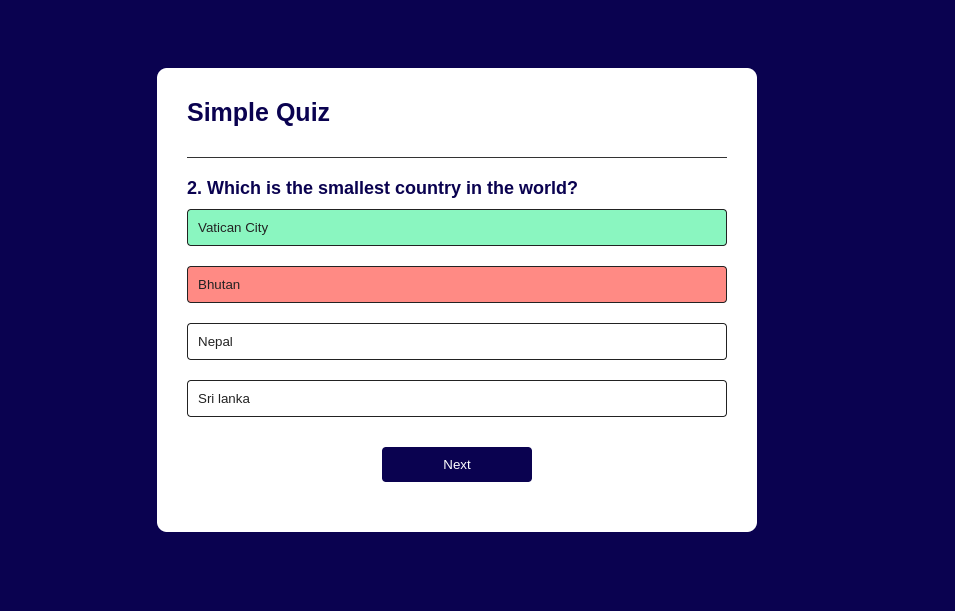 Simple Quiz
2. Which is the smallest country in the world?
Vatican City
Bhutan
Nepal
Sri lanka
Next